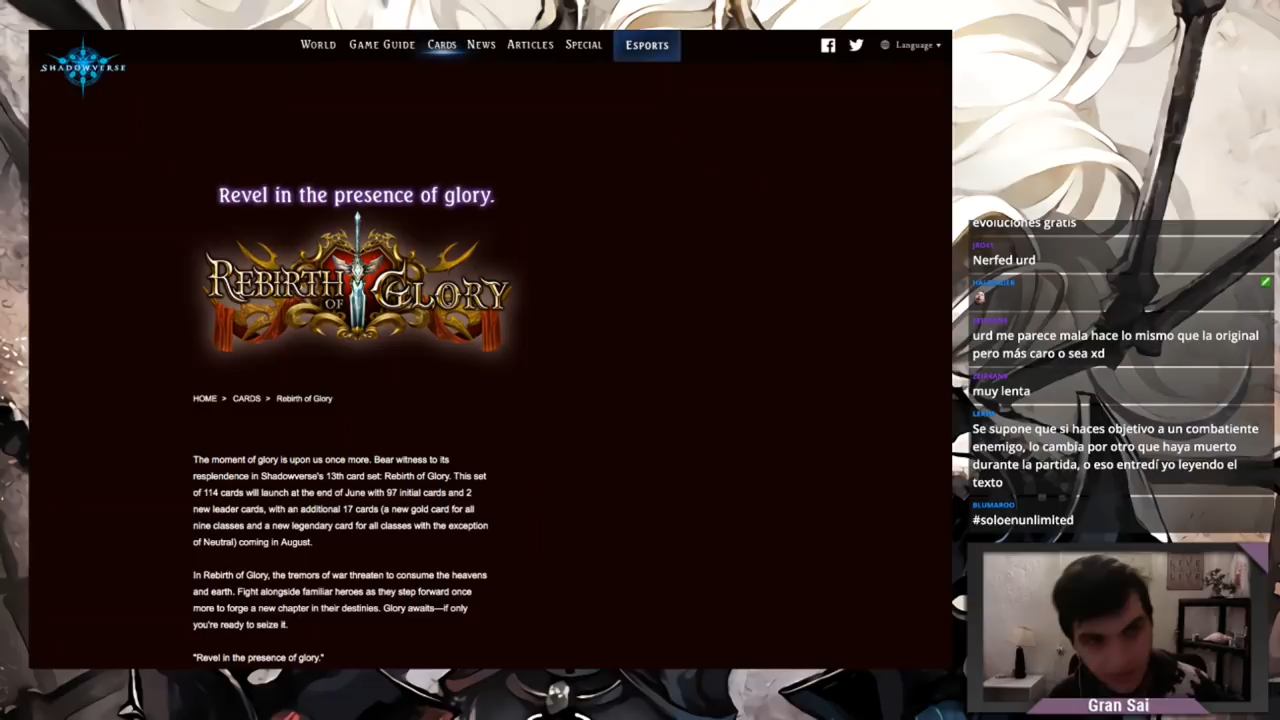 SHADOWVERSE
WORLD GAME GUIDE CARDS NEWS ARTICLES SPECIAL ESPORTS Language
Revel in the presence of glory.
REBIRTH OF GLORY
HOME > CARDS > Rebirth of Glory
The moment of glory is upon us once more. Bear witness to its
resplendence in Shadowverse's 13th card set: Rebirth of Glory. This set
of 114 cards will launch at the end of June with 97 initial cards and 2
new leader cards, with an additional 17 cards (a new gold card for all
nine classes and a new legendary card for all classes with the exception
of Neutral) coming in August.
In Rebirth of Glory, the tremors of war threaten to consume the heavens
and earth. Fight alongside familiar heroes as they step forward once
more to forge a new chapter in their destinies. Glory awaits—if only
you're ready to seize it.
"Revel in the presence of glory."
evoluciones gratis
Nerfed urd
urd me parece mala hace lo mismo que la original
pero más caro o sea xd
muy lenta
Se supone que si haces objetivo a un combatiente
enemigo, lo cambia por otro que haya muerto
durante la partida, o eso entredí yo leyendo el
texto
BLUMAROO
#soloenunlimited
Gran Sai